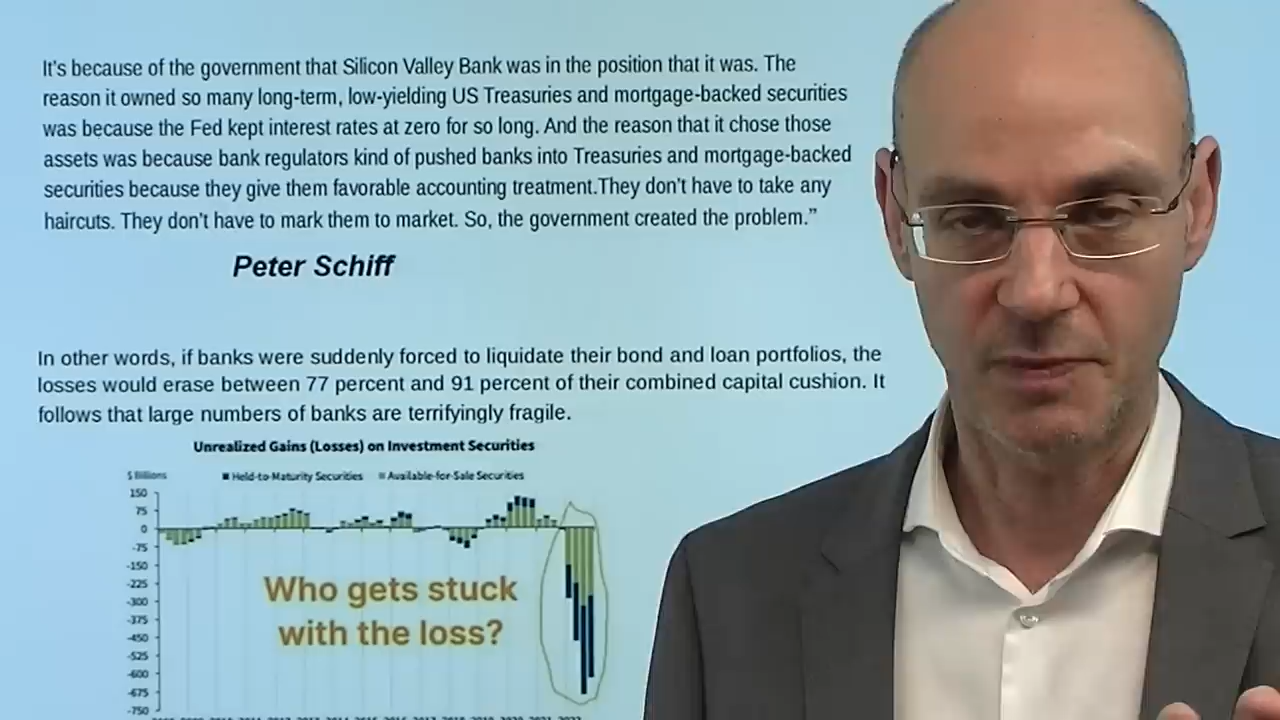 It's because of the government that Silicon Valley Bank was in the position that it was. The
reason it owned so many long-term, low-yielding US Treasuries and mortgage-backed securities
was because the Fed kept interest rates at zero for so long. And the reason that it chose those
assets was because bank regulators kind of pushed banks into Treasuries and mortgage-backed
securities because they give them favorable accounting treatment.They don't have to take any
haircuts. They don't have to mark them to market. So, the government created the problem.”
Peter Schiff
In other words, if banks were suddenly forced to liquidate their bond and loan portfolios, the
losses would erase between 77 percent and 91 percent of their combined capital cushion. It
follows that large numbers of banks are terrifyingly fragile.
Unrealized Gains (Losses) on Investment Securities
$ Billions
Held-to-Maturity Securities
Available-for-Sale Securities
150
75
0
-75
-150
-225
-300
-375
-450
-525
-600
-675
-750
Who gets stuck
with the loss?